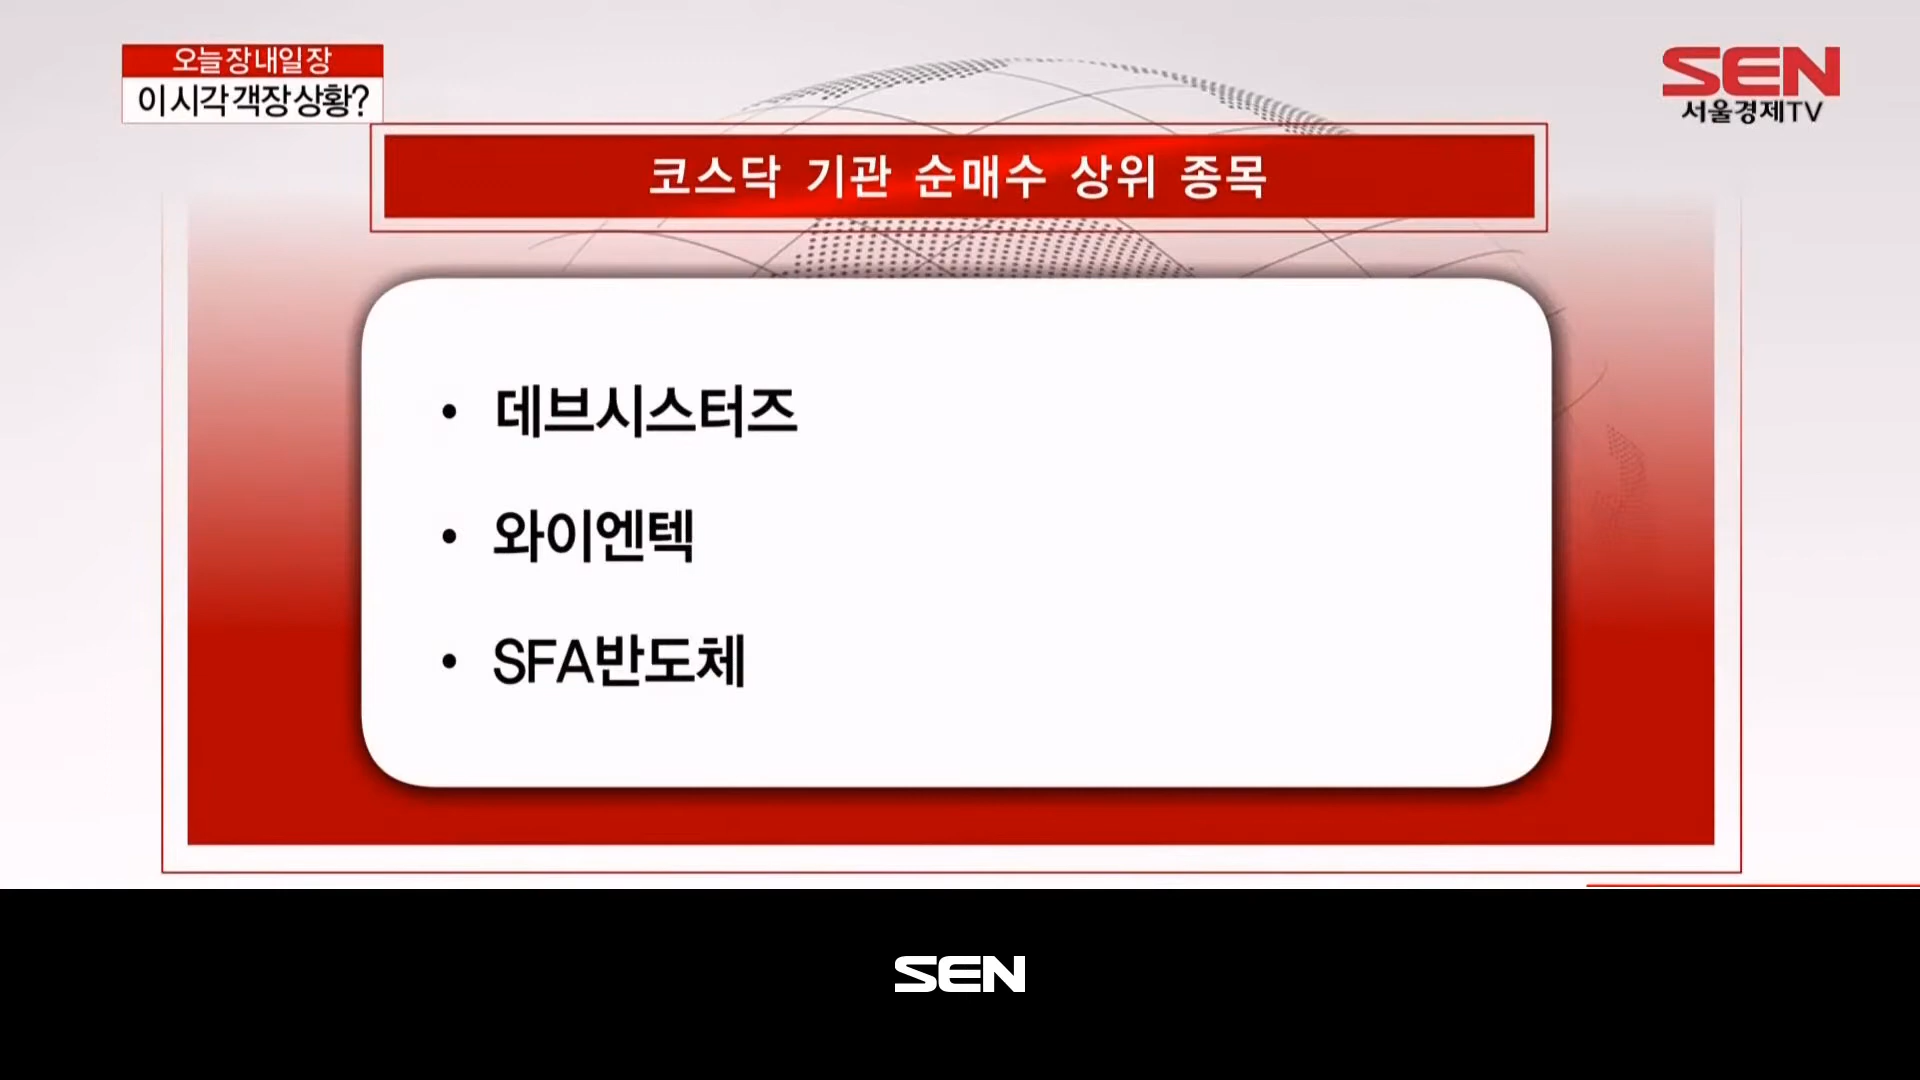 오늘장내일장
이시각객장상황?
SEN
서울경제TV
코스닥 기관 순매수 상위 종목
• 데브시스터즈
• 와이엔텍
• SFA반도체
SEN